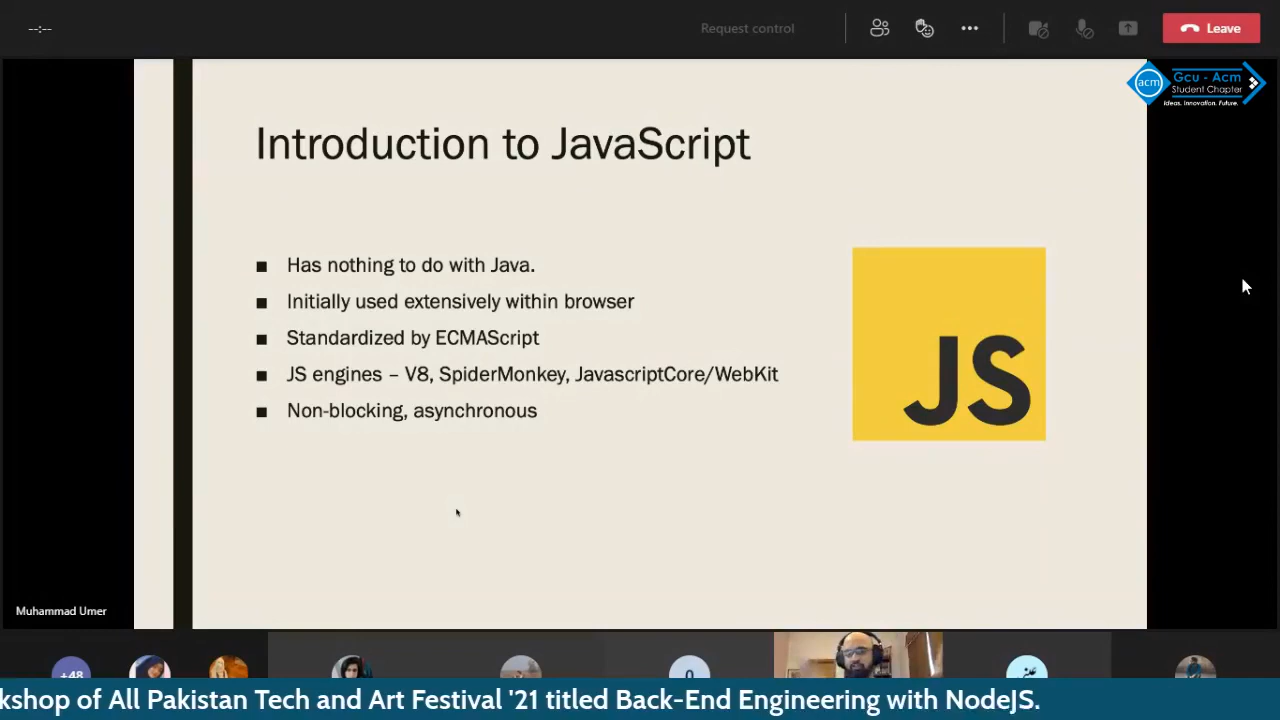 --:--
Request control
Leave
acm
Gcu - Acm
Student Chapter
Ideas. Innovation. Future.
Introduction to JavaScript
Has nothing to do with Java.
Initially used extensively within browser
Standardized by ECMAScript
JS engines – V8, SpiderMonkey, JavascriptCore/WebKit
Non-blocking, asynchronous
JS
Muhammad Umer
+48
kshop of All Pakistan Tech and Art Festival '21 titled Back-End Engineering with NodeJS.